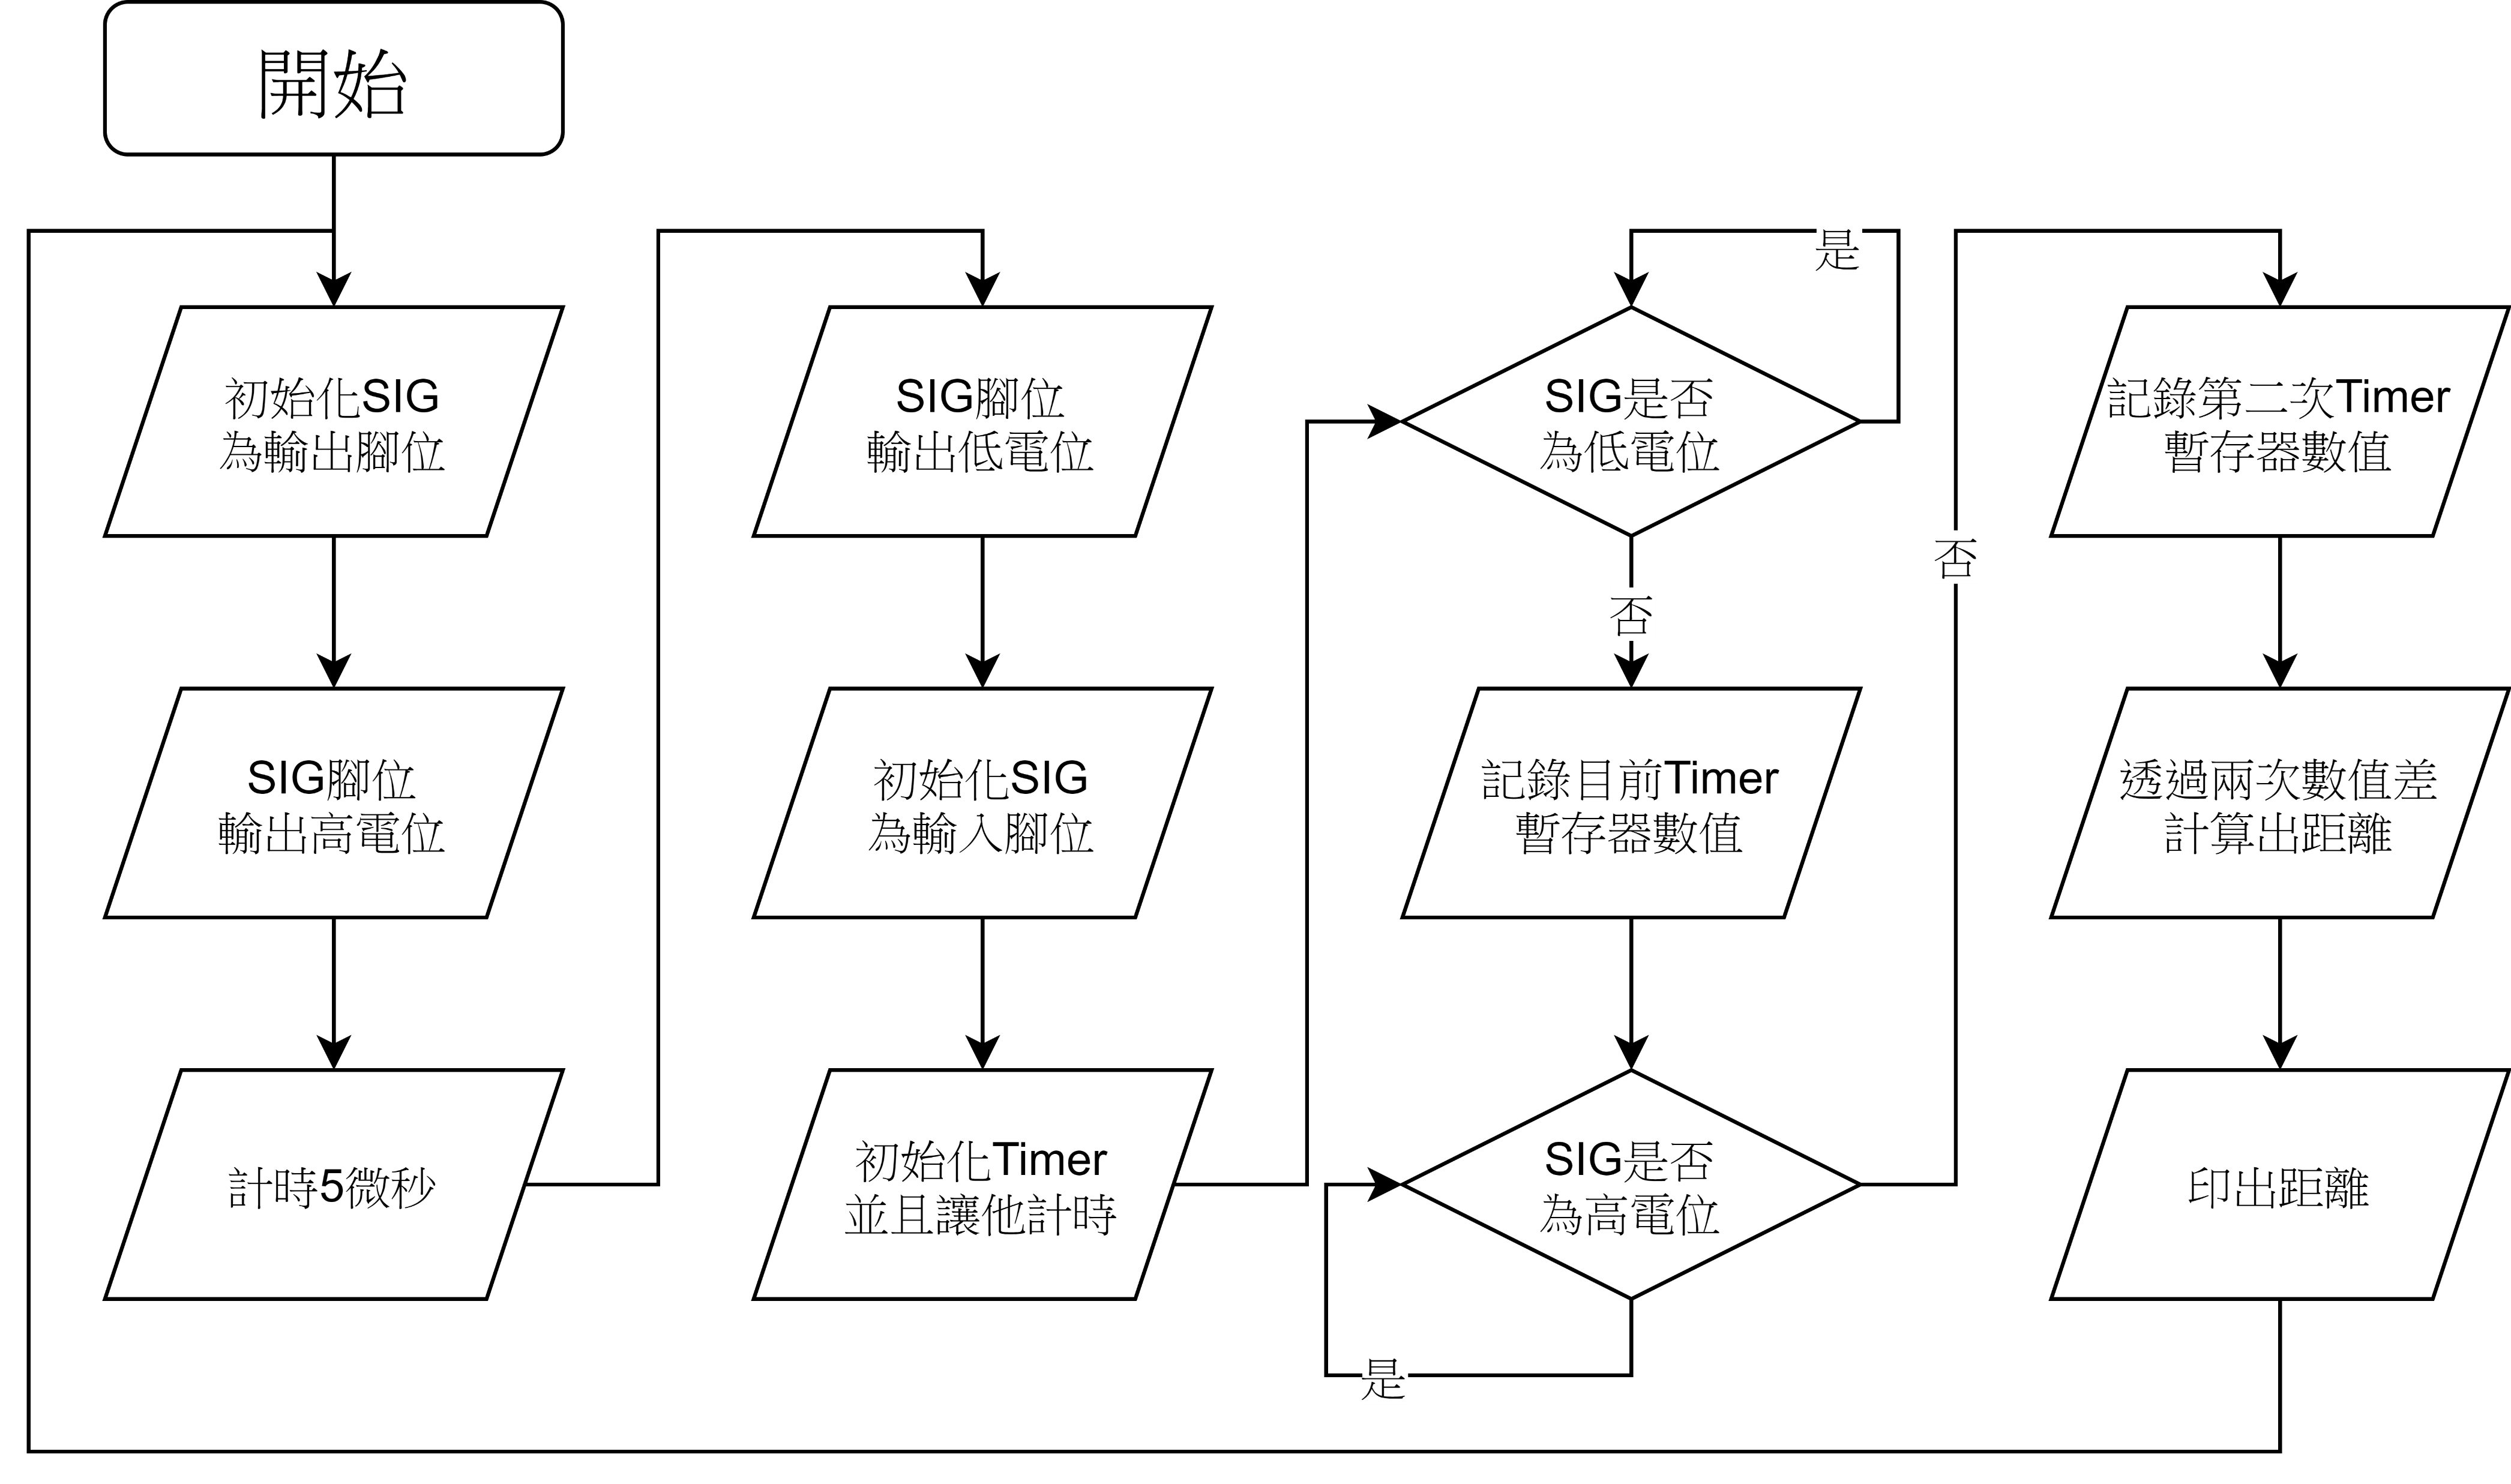 開始
初始化SIG
為輸出腳位
SIG腳位
輸出高電位
計時5微秒
SIG腳位
輸出低電位
初始化SIG
為輸入腳位
初始化Timer
並且讓他計時
SIG是否
為低電位
是
否
記錄目前Timer
暫存器數值
SIG是否
為高電位
是
否
記錄第二次Timer
暫存器數值
透過兩次數值差
計算出距離
印出距離